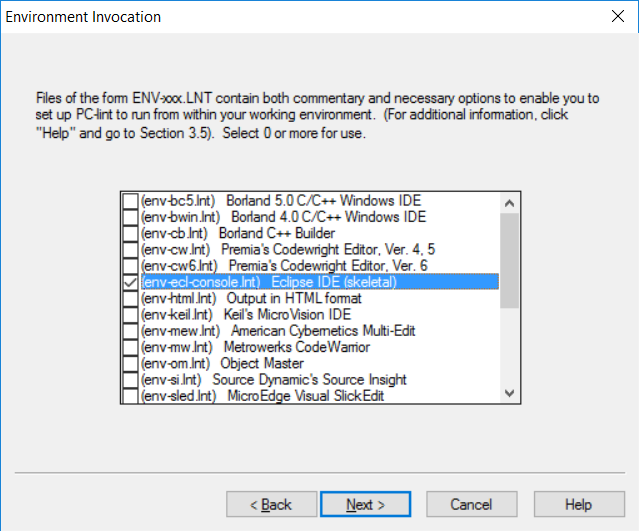 Environment Invocation
Files of the form ENV-xxx.LNT contain both commentary and necessary options to enable you to
set up PC-lint to run from within your working environment. (For additional information, click
"Help" and go to Section 3.5). Select 0 or more for use.
(env-bc5.lnt) Borland 5.0 C/C++ Windows IDE
(env-bwin.lnt) Borland 4.0 C/C++ Windows IDE
(env-cb.lnt) Borland C++ Builder
(env-cw.lnt) Premia's Codewright Editor, Ver. 4, 5
(env-cw6.lnt) Premia's Codewright Editor, Ver. 6
(env-ecl-console.lnt) Eclipse IDE (skeletal)
(env-html.lnt) Output in HTML format
(env-keil.lnt) Keil's MicroVision IDE
(env-mew.lnt) American Cybernetics Multi-Edit
(env-mw.lnt) Metrowerks CodeWarrior
(env-om.lnt) Object Master
(env-si.lnt) Source Dynamic's Source Insight
(env-sled.lnt) MicroEdge Visual SlickEdit
< Back Next > Cancel Help